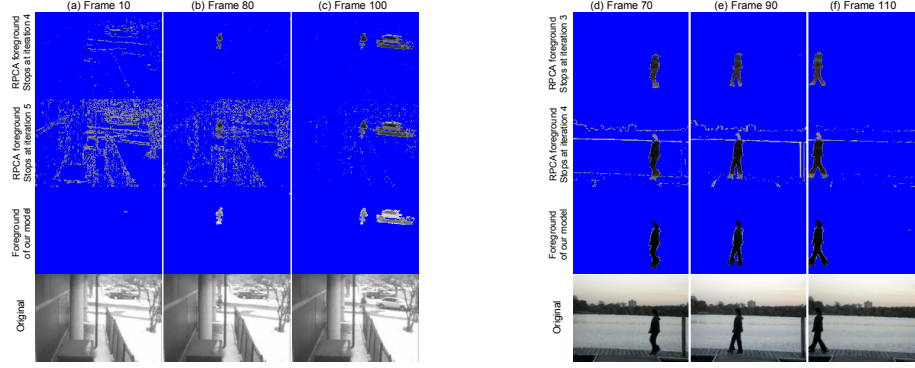 (a) Frame 10
(b) Frame 80
(c) Frame 100
RPCA foreground
Stops at iteration 4
RPCA foreground
Stops at iteration 5
Foreground
of our model
Original
(d) Frame 70
(e) Frame 90
(f) Frame 110
RPCA foreground
Stops at iteration 3
RPCA foreground
Stops at iteration 4
Foreground
of our model
Original